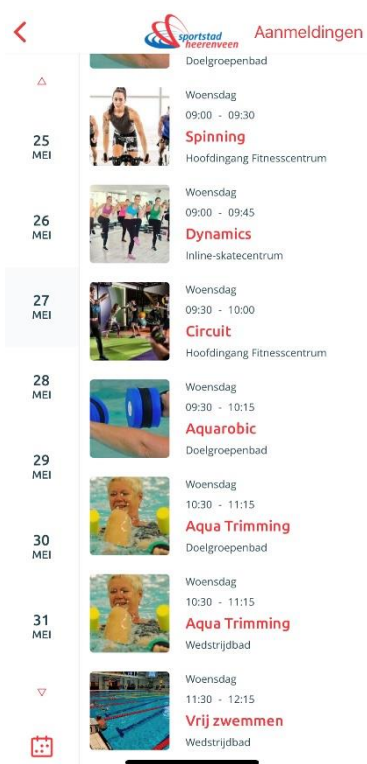 sportstad
heerenveen
Aanmeldingen
25
MEI
26
MEI
27
MEI
28
MEI
29
MEI
30
MEI
31
MEI
Doelgroepenbad
Woensdag
09:00 - 09:30
Spinning
Hoofdingang Fitnesscentrum
Woensdag
09:00 - 09:45
Dynamics
Inline-skatecentrum
Woensdag
09:30 - 10:00
Circuit
Hoofdingang Fitnesscentrum
Woensdag
09:30 - 10:15
Aquarobic
Doelgroepenbad
Woensdag
10:30 - 11:15
Aqua Trimming
Doelgroepenbad
Woensdag
10:30 - 11:15
Aqua Trimming
Wedstrijdbad
Woensdag
11:30 - 12:15
Vrij zwemmen
Wedstrijdbad